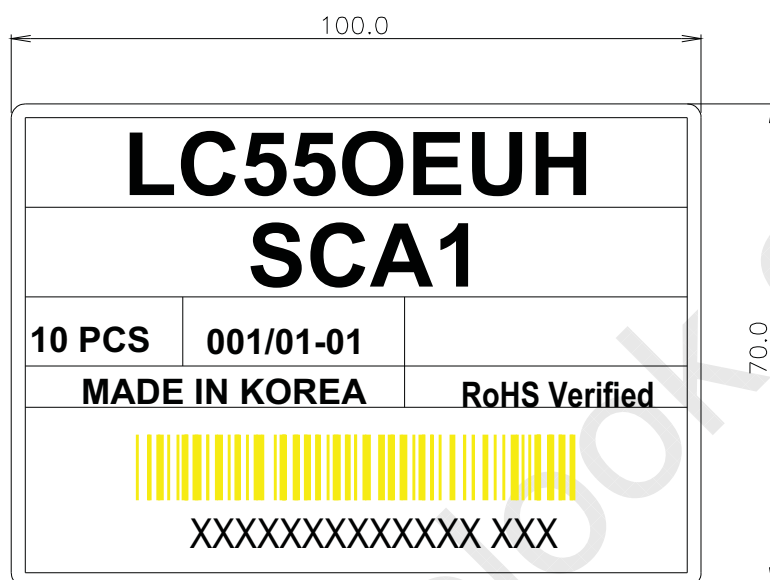 100.0
LC55OEUH
SCA1
10 PCS 001/01-01
70.0
MADE IN KOREA RoHS Verified
XXXXXXXXXXXXX XXX